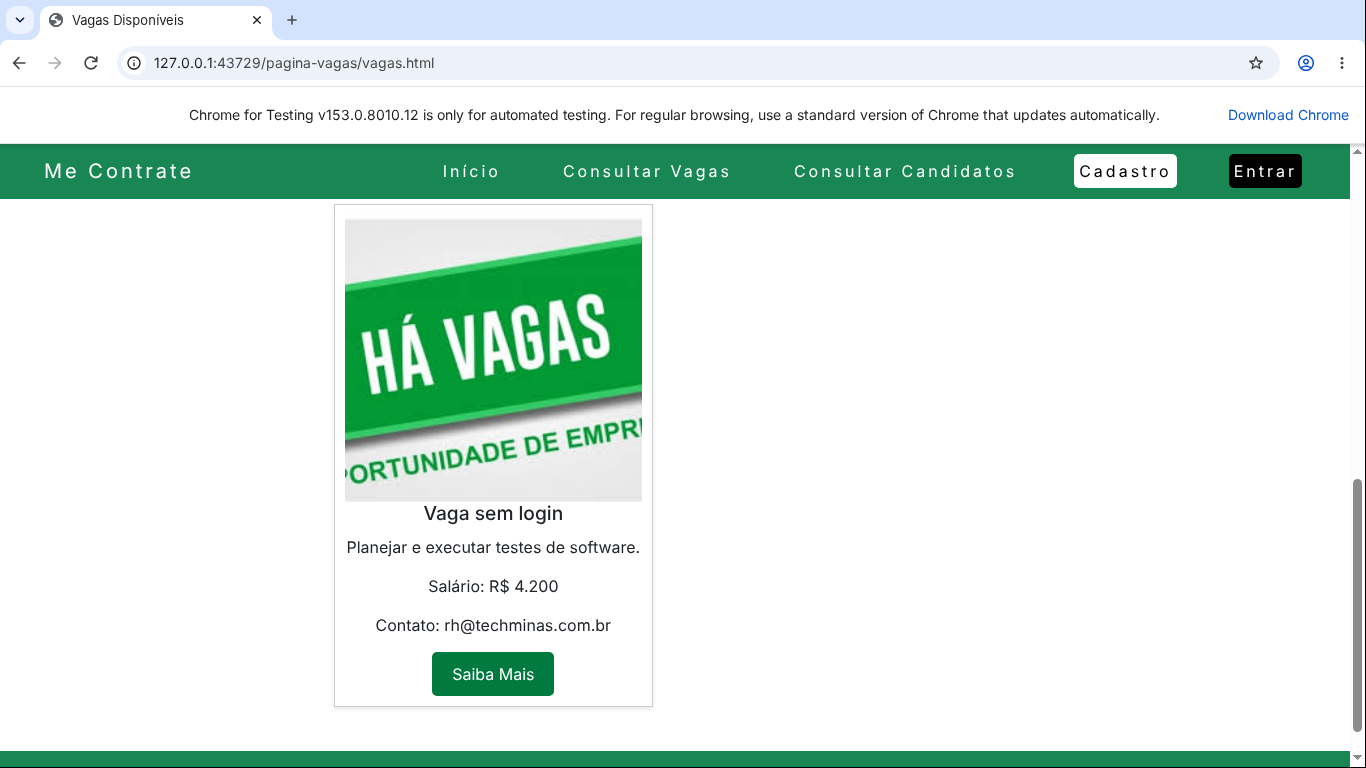 Vagas Disponíveis
127.0.0.1:43729/pagina-vagas/vagas.html
Chrome for Testing v153.0.8010.12 is only for automated testing. For regular browsing, use a standard version of Chrome that updates automatically. Download Chrome
Me Contrate Início Consultar Vagas Consultar Candidatos Cadastro Entrar
HÁ VAGAS
PORTUNIDADE DE EMPR
Vaga sem login
Planejar e executar testes de software.
Salário: R$ 4.200
Contato: rh@techminas.com.br
Saiba Mais